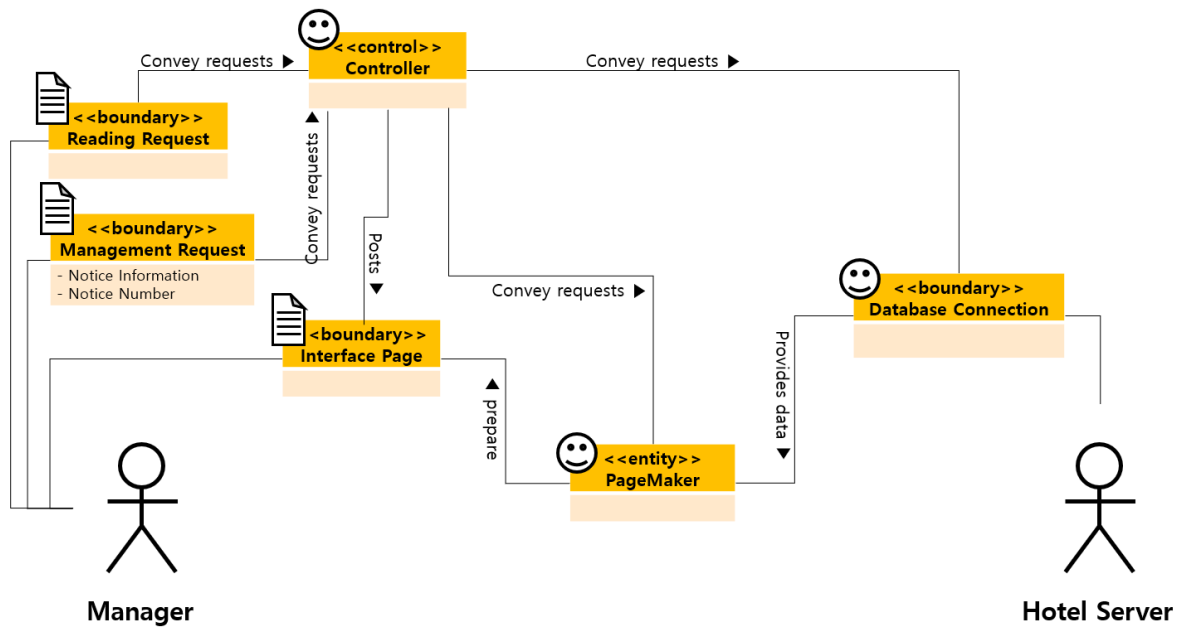 <<control>>
Controller
Convey requests ▶
Convey requests ▶
<<boundary>>
Reading Request
Convey requests ▶
<<boundary>>
Management Request
- Notice Information
- Notice Number
Posts ▶
Convey requests ▶
<<boundary>>
Database Connection
<boundary>>
Interface Page
Provides data ▶
prepare ▶
<<entity>>
PageMaker
Manager
Hotel Server